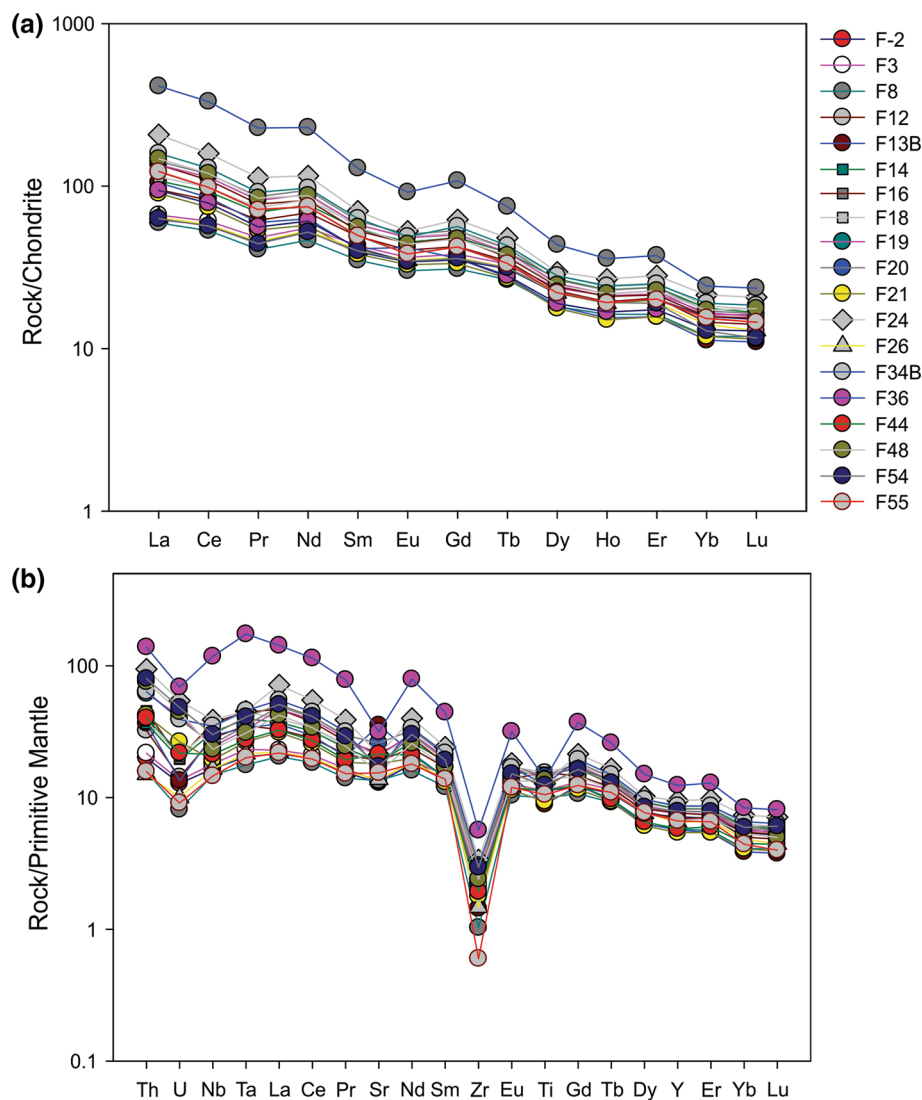 (a)
1000
100
10
1
Rock/Chondrite
La Ce Pr Nd Sm Eu Gd Tb Dy Ho Er Yb Lu
F-2
F3
F8
F12
F13B
F14
F16
F18
F19
F20
F21
F24
F26
F34B
F36
F44
F48
F54
F55
(b)
100
10
1
0.1
Rock/Primitive Mantle
Th U Nb Ta La Ce Pr Sr Nd Sm Zr Eu Ti Gd Tb Dy Y Er Yb Lu